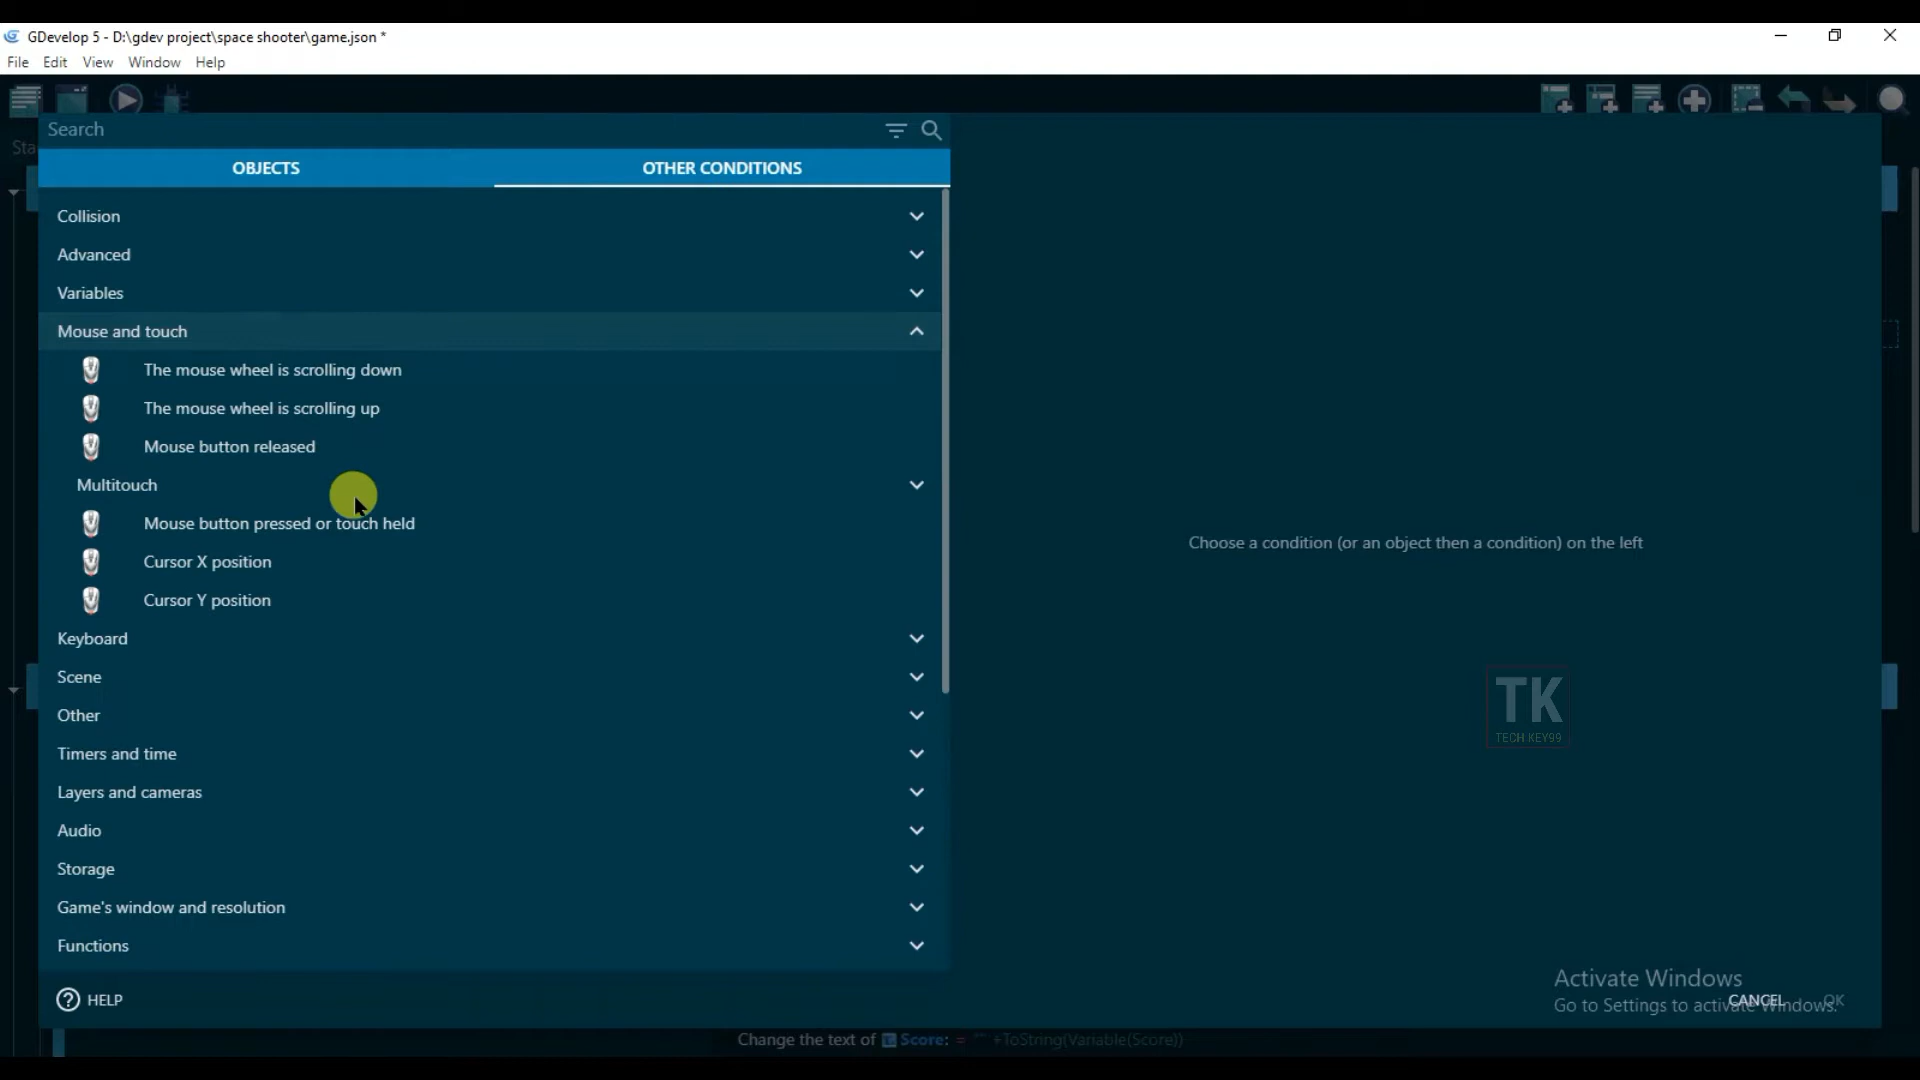 GDevelop 5 - D:\gdev project\space shooter\game.json *
File Edit View Window Help
Search
Sta
OBJECTS OTHER CONDITIONS
Collision
Advanced
Variables
Mouse and touch
The mouse wheel is scrolling down
The mouse wheel is scrolling up
Mouse button released
Multitouch
Mouse button pressed or touch held
Cursor X position
Cursor Y position
Keyboard
Scene
Other
Timers and time
Layers and cameras
Audio
Storage
Game's window and resolution
Functions
HELP
Choose a condition (or an object then a condition) on the left
TK
TECH KEY99
Activate Windows
Go to Settings to activate Windows.
CANCEL OK
Change the text of Score: = "" +ToString(Variable(Score))